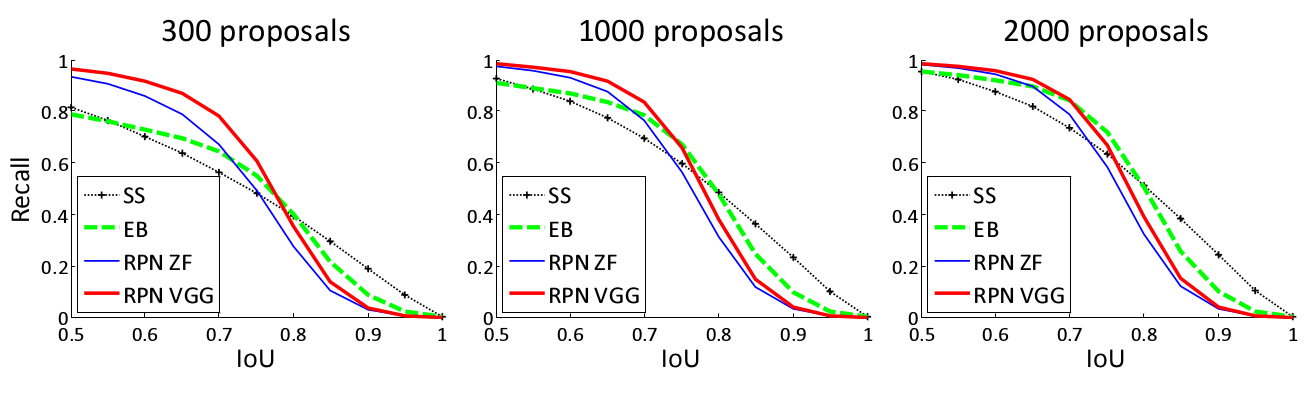 300 proposals
1
0.8
0.6
0.4
0.2
0
Recall
SS
EB
RPN ZF
RPN VGG
0.5 0.6 0.7 0.8 0.9 1
IoU
1000 proposals
1
0.8
0.6
0.4
0.2
0
SS
EB
RPN ZF
RPN VGG
0.5 0.6 0.7 0.8 0.9 1
IoU
2000 proposals
1
0.8
0.6
0.4
0.2
0
SS
EB
RPN ZF
RPN VGG
0.5 0.6 0.7 0.8 0.9 1
IoU